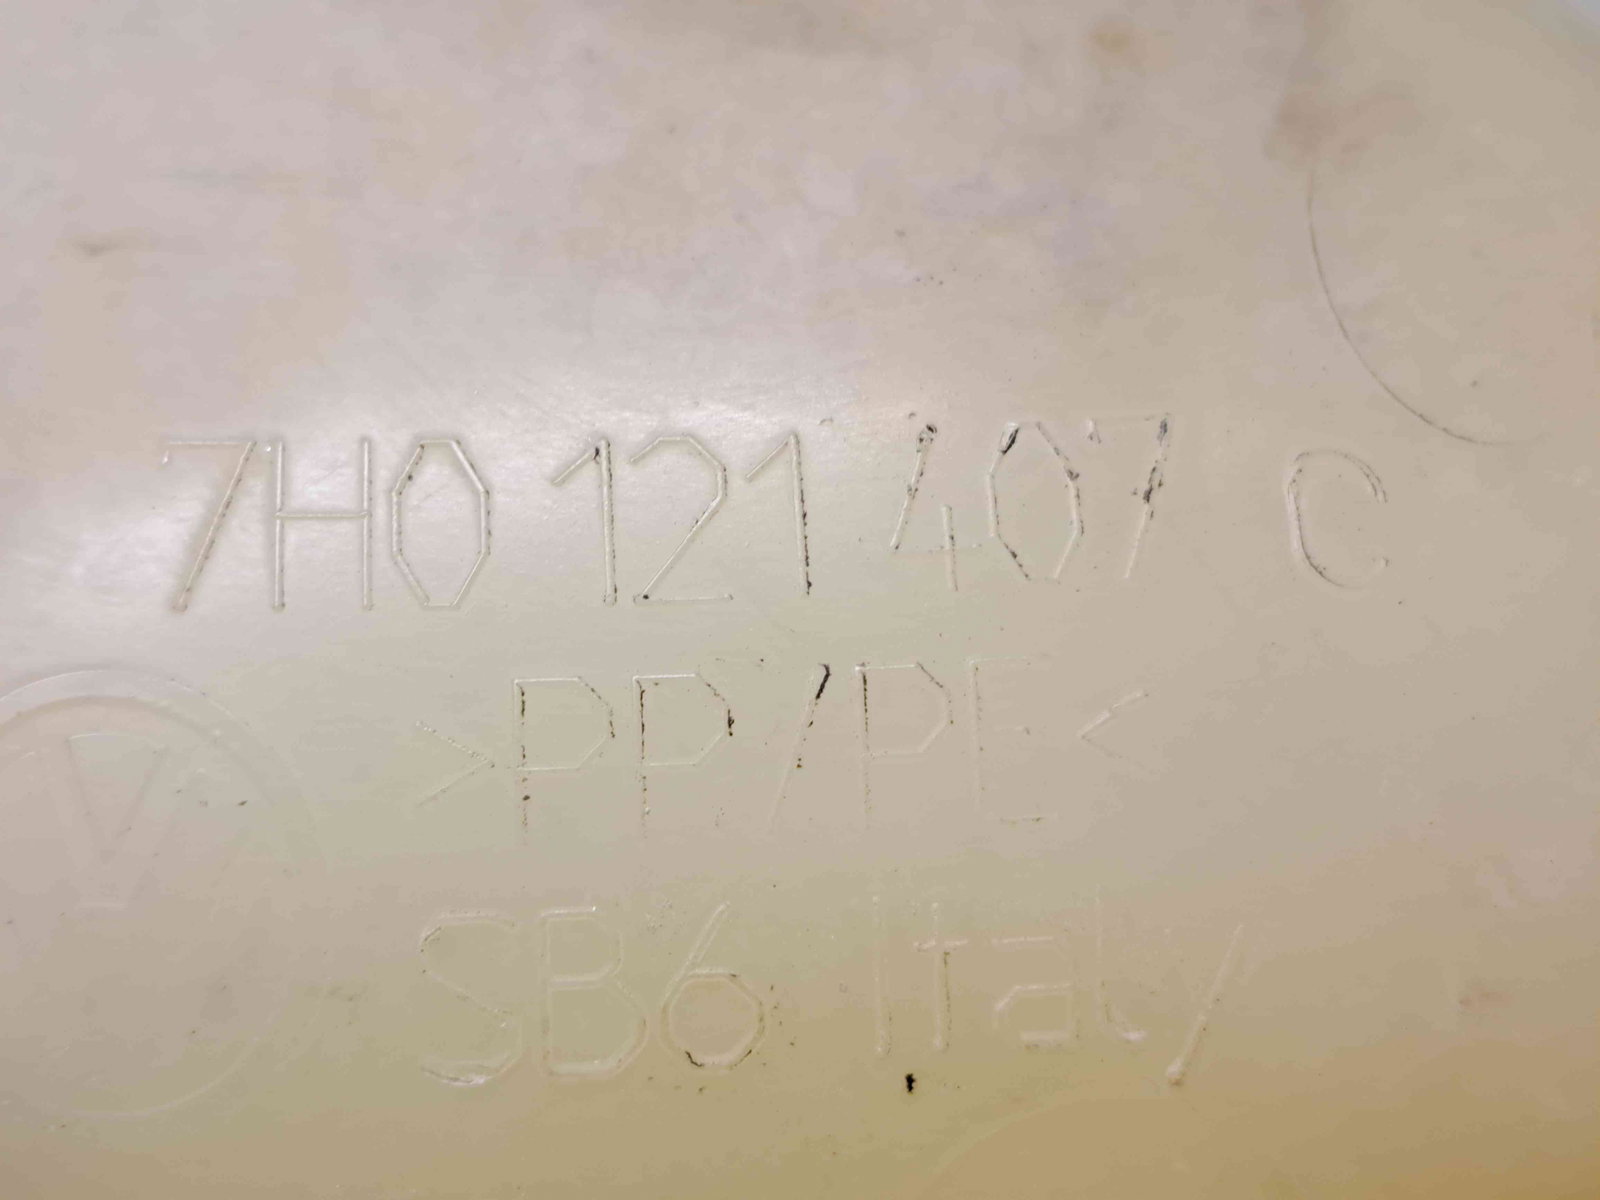 7H0 121 407 C
>PP/PE<
SB6 Italy